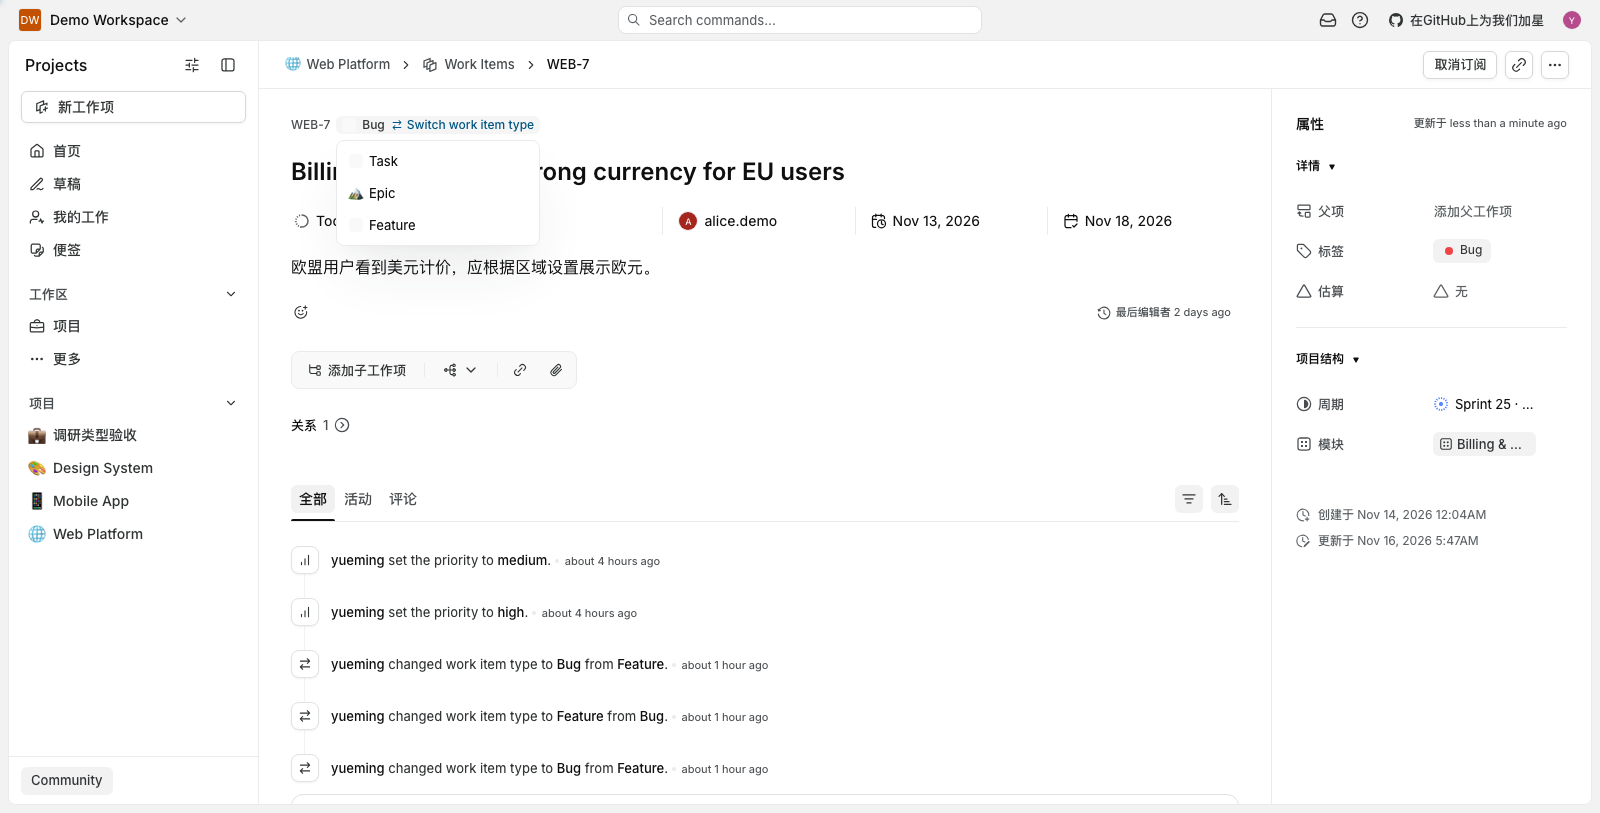 DW Demo Workspace
Search commands...
在GitHub上为我们加星
Y
Projects
新工作项
首页
草稿
我的工作
便签
工作区
项目
更多
项目
调研类型验收
Design System
Mobile App
Web Platform
Community
Web Platform > Work Items > WEB-7
取消订阅
WEB-7 Bug Switch work item type
Task
Epic
Feature
currency for EU users
A alice.demo
Nov 13, 2026
Nov 18, 2026
欧盟用户看到美元计价，应根据区域设置展示欧元。
最后编辑者 2 days ago
添加子工作项
关系 1
全部 活动 评论
yueming set the priority to medium. about 4 hours ago
yueming set the priority to high. about 4 hours ago
yueming changed work item type to Bug from Feature. about 1 hour ago
yueming changed work item type to Feature from Bug. about 1 hour ago
yueming changed work item type to Bug from Feature. about 1 hour ago
属性
更新于 less than a minute ago
详情
父项 添加父工作项
标签 Bug
估算 无
项目结构
周期 Sprint 25 · ...
模块 Billing & ...
创建于 Nov 14, 2026 12:04AM
更新于 Nov 16, 2026 5:47AM